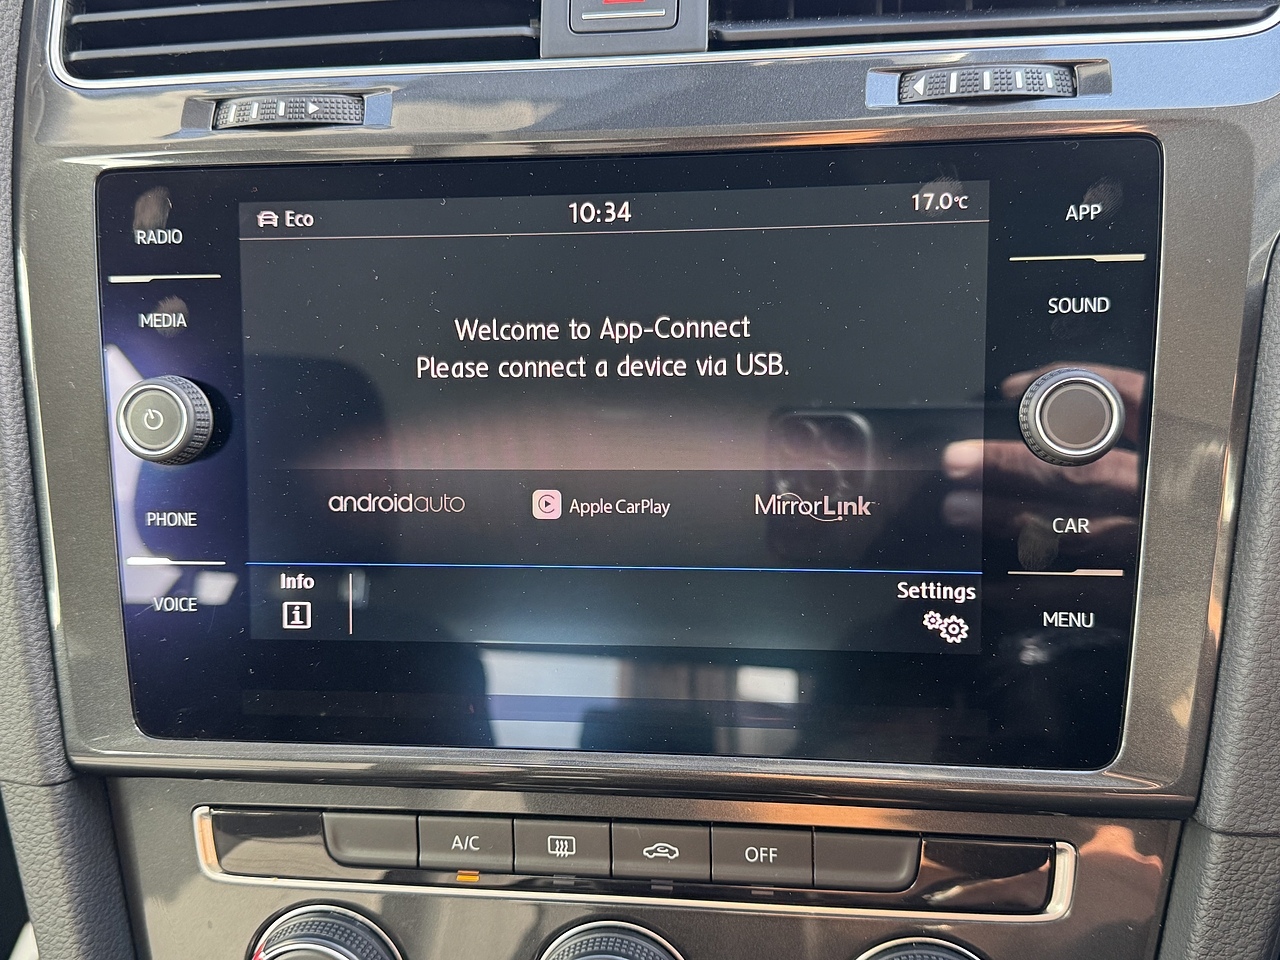 RADIO
MEDIA
PHONE
VOICE
Eco
10:34
17.0°C
Welcome to App-Connect
Please connect a device via USB.
androidauto
Apple CarPlay
MirrorLink™
Info
Settings
APP
SOUND
CAR
MENU
A/C
OFF